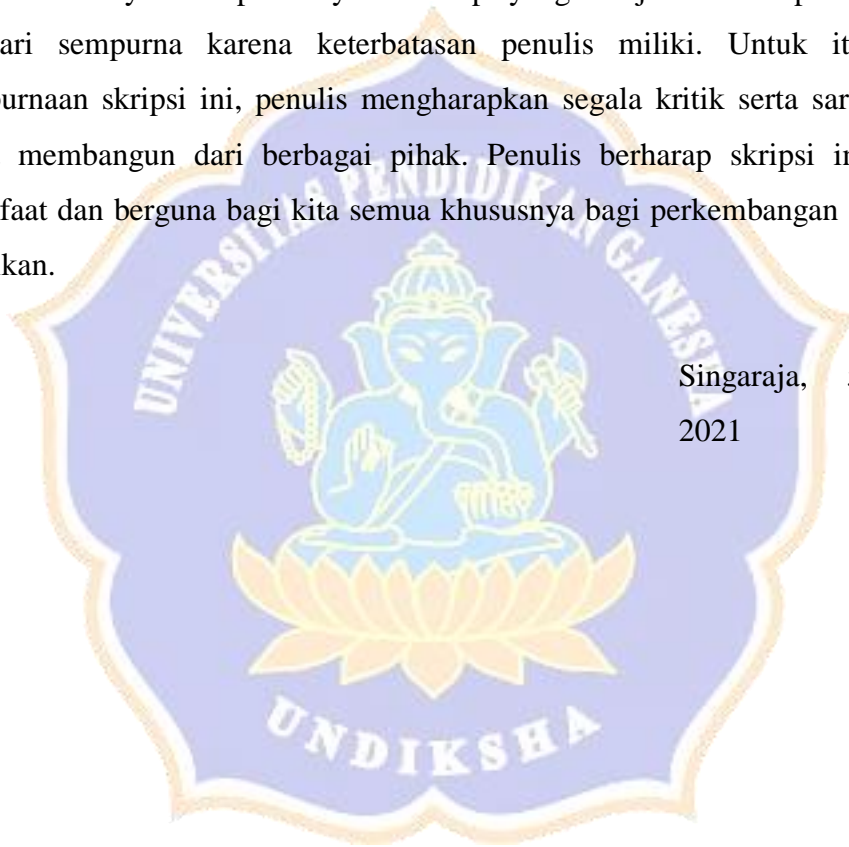 ari sempurna karena keterbatasan penulis miliki. Untuk it
purnaan skripsi ini, penulis mengharapkan segala kritik serta sar
membangun dari berbagai pihak. Penulis berharap skripsi in
faat dan berguna bagi kita semua khususnya bagi perkembangan
ikan.
Singaraja,
2021
UNIVERSITAS PENDIDIKAN GANESHA
UNDIKSHA